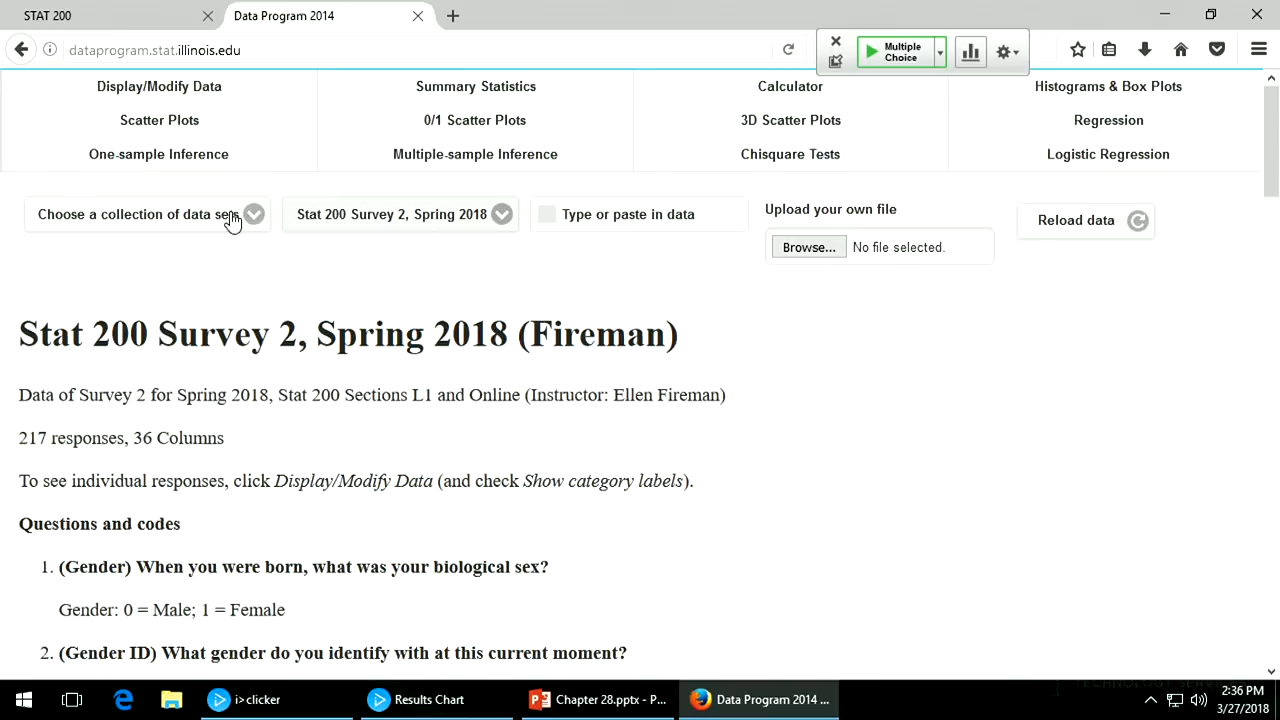 STAT 200
Data Program 2014
dataprogram.stat.illinois.edu
Multiple
Choice
Display/Modify Data
Summary Statistics
Calculator
Histograms & Box Plots
Scatter Plots
0/1 Scatter Plots
3D Scatter Plots
Regression
One-sample Inference
Multiple-sample Inference
Chisquare Tests
Logistic Regression
Choose a collection of data sets
Stat 200 Survey 2, Spring 2018
Type or paste in data
Upload your own file
Browse...
No file selected.
Reload data
Stat 200 Survey 2, Spring 2018 (Fireman)
Data of Survey 2 for Spring 2018, Stat 200 Sections L1 and Online (Instructor: Ellen Fireman)
217 responses, 36 Columns
To see individual responses, click Display/Modify Data (and check Show category labels).
Questions and codes
1. (Gender) When you were born, what was your biological sex?
Gender: 0 = Male; 1 = Female
2. (Gender ID) What gender do you identify with at this current moment?
i>clicker
Results Chart
Chapter 28.pptx - P...
Data Program 2014 ...
2:36 PM
3/27/2018